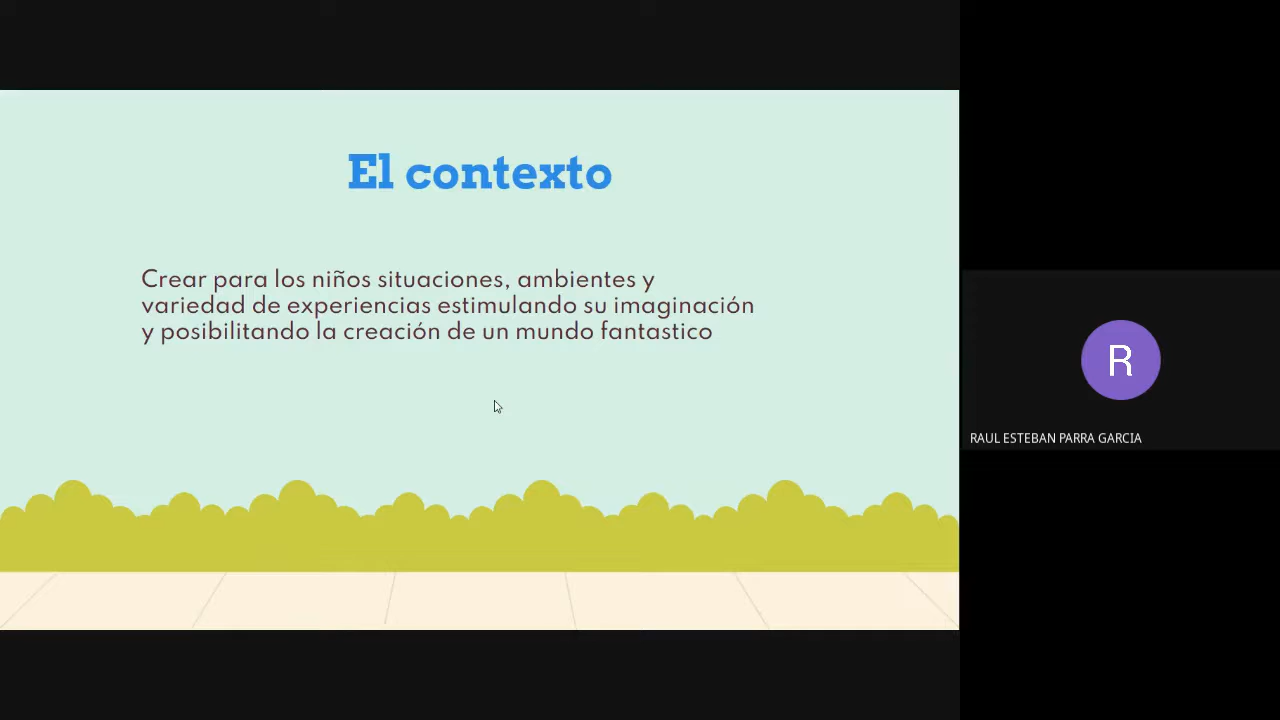 El contexto
Crear para los niños situaciones, ambientes y
variedad de experiencias estimulando su imaginación
y posibilitando la creación de un mundo fantastico
R
RAUL ESTEBAN PARRA GARCIA